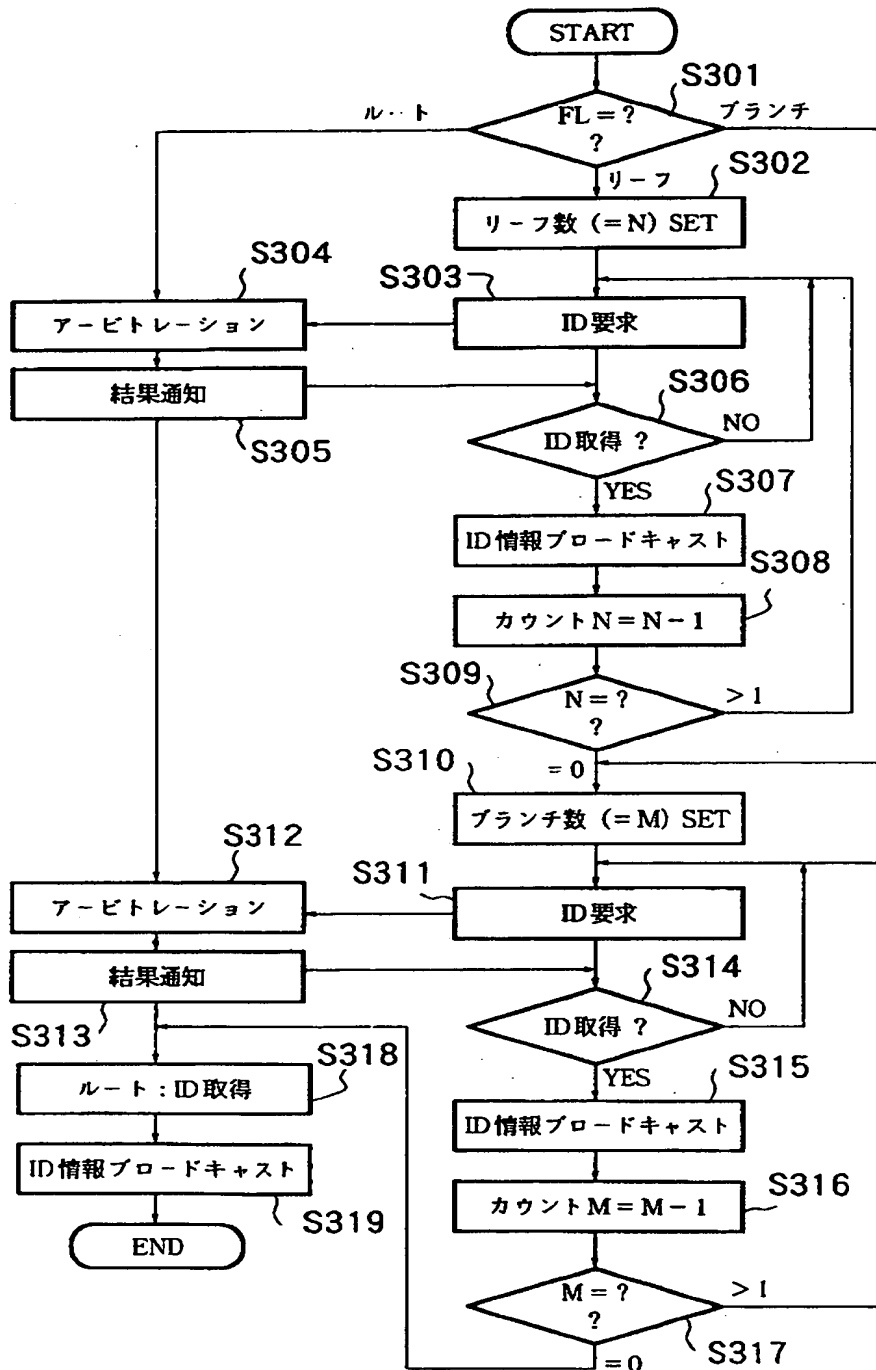 START
S301
FL = ?
?
ル‥ト
ブランチ
リーフ
S302
リーフ数 (=N) SET
S304
アービトレーション
S303
ID要求
結果通知
S305
S306
ID取得 ?
NO
YES
S307
ID情報ブロードキャスト
S308
カウントN=N-1
S309
N=?
?
>1
=0
S310
ブランチ数 (=M) SET
S312
アービトレーション
S311
ID要求
結果通知
S313
S314
ID取得 ?
NO
YES
S318
ルート:ID取得
S315
ID情報ブロードキャスト
ID情報ブロードキャスト
S319
S316
カウントM=M-1
END
M=?
?
>1
S317
=0